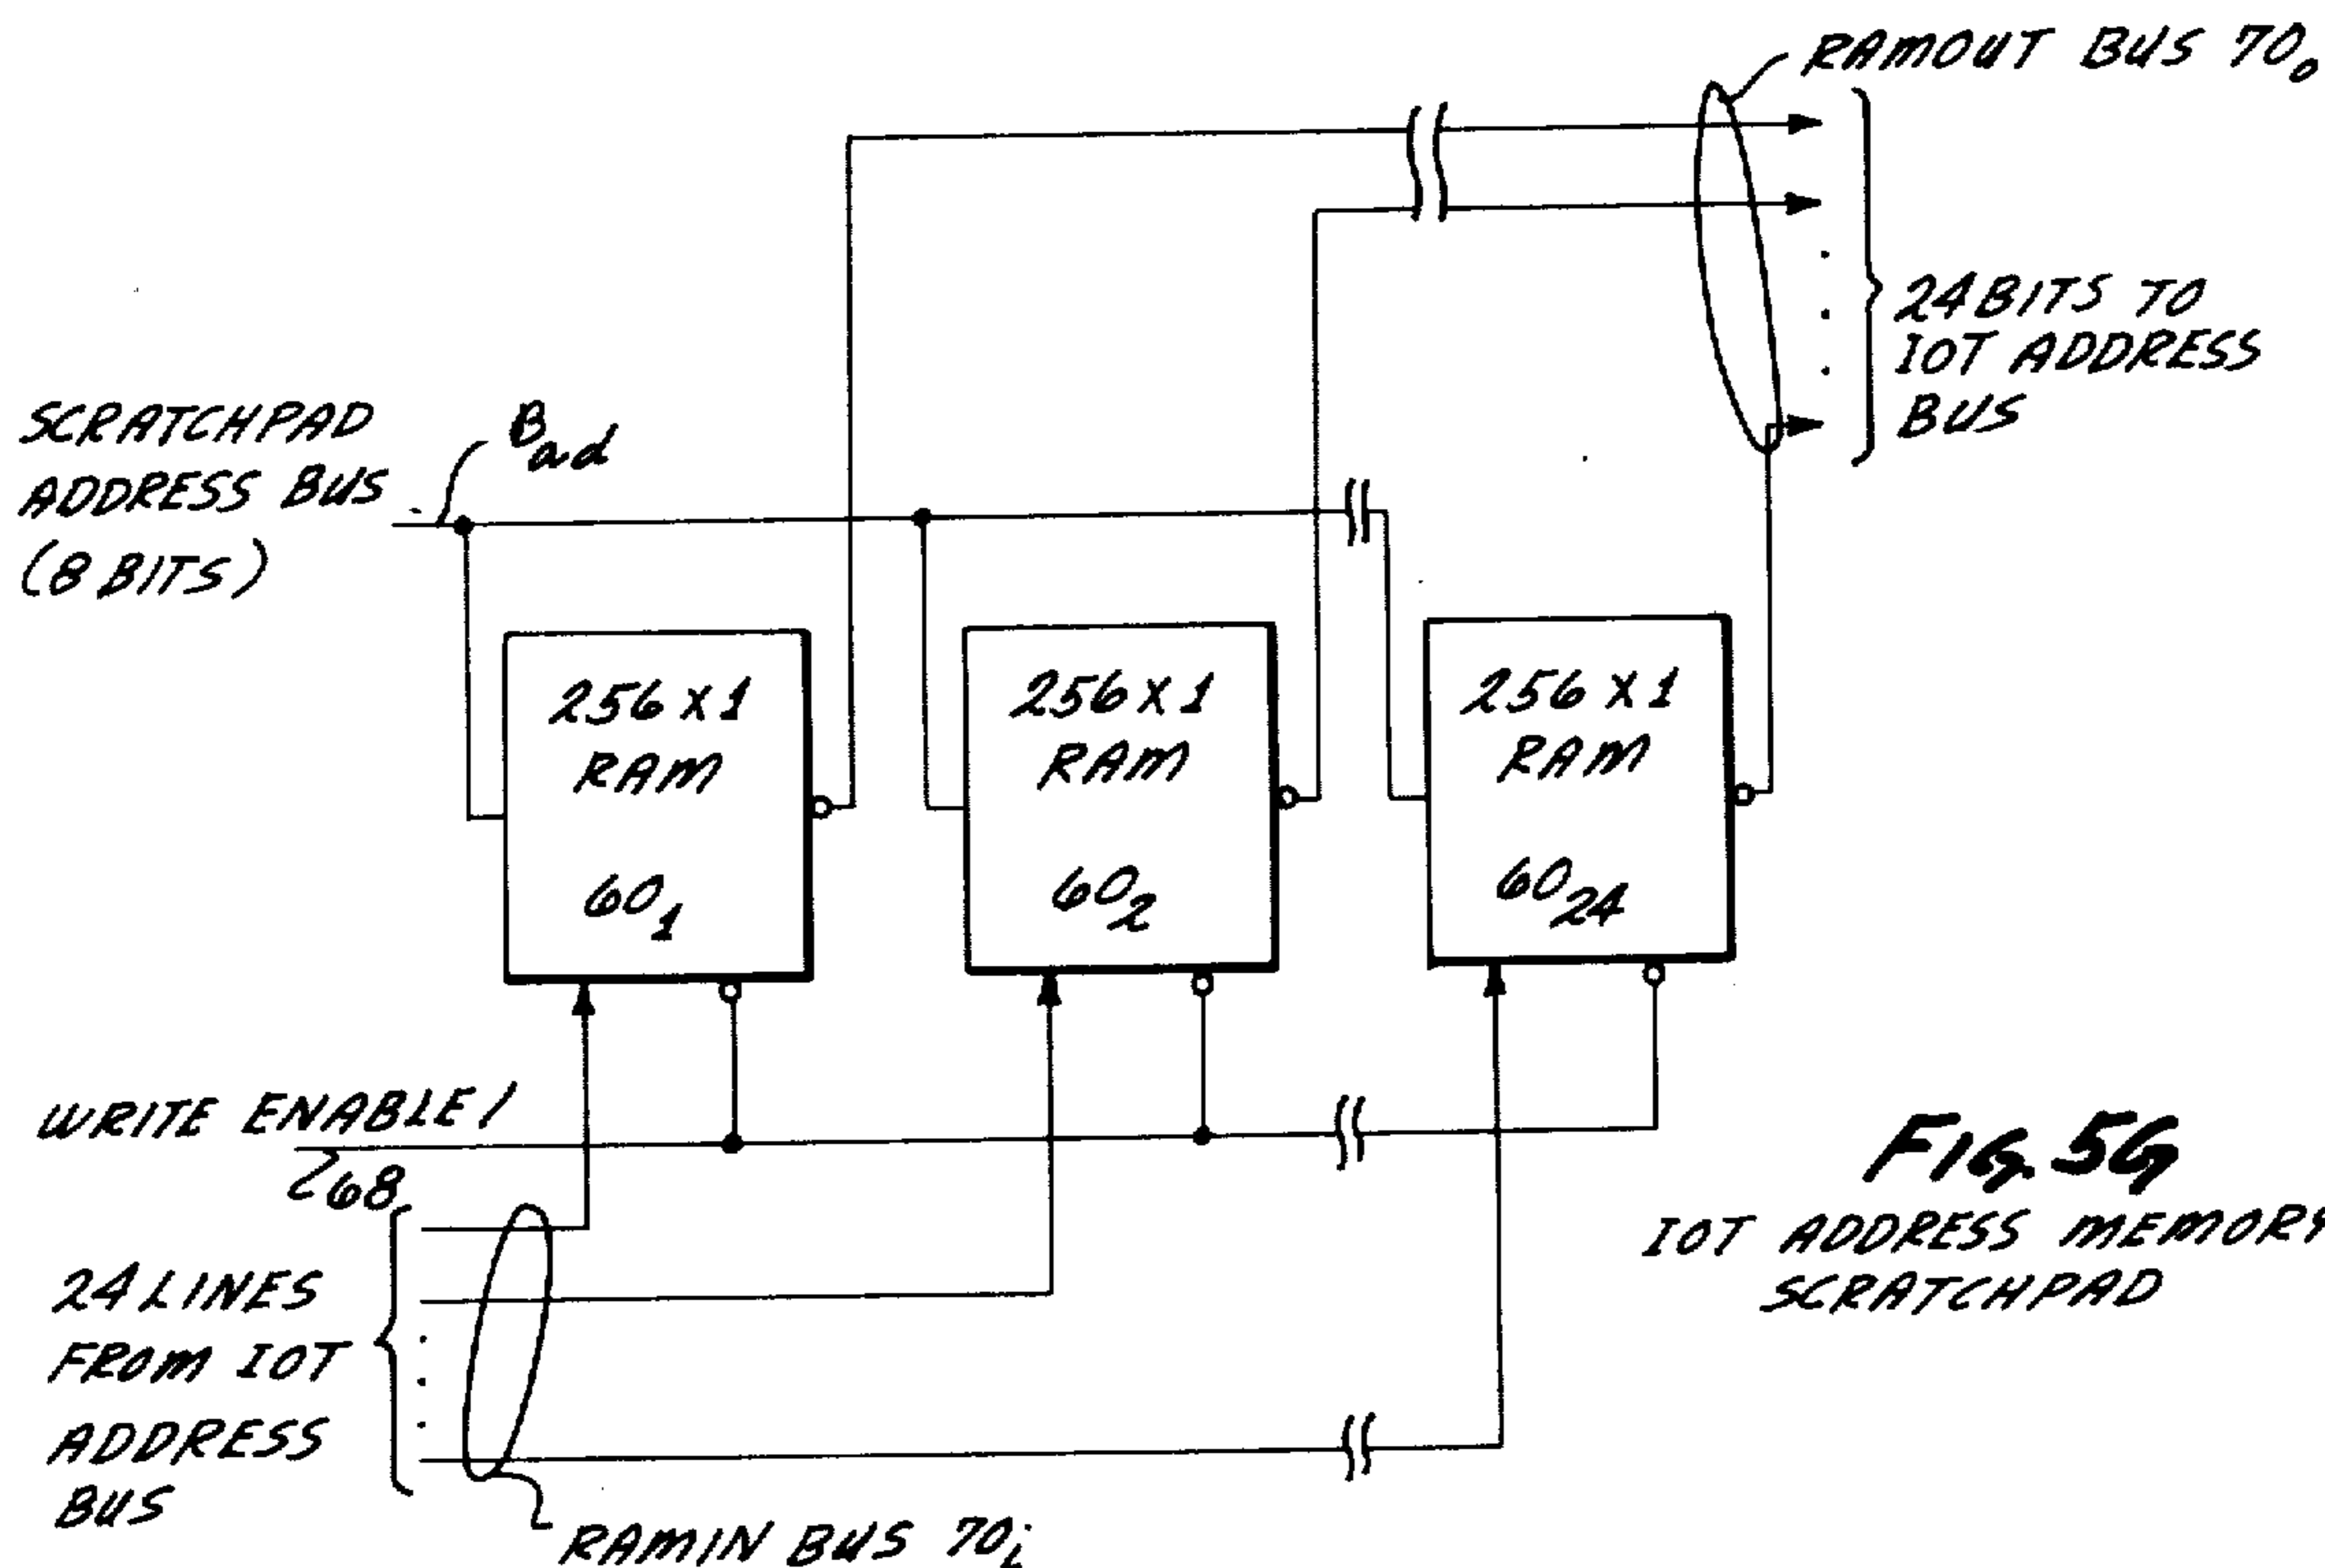 RAMOUT BUS 70o
24 BITS TO
IOT ADDRESS
BUS
SCRATCHPAD
ADDRESS BUS
(8 BITS)
Bad
256 x 1
RAM
60₁
256 x 1
RAM
60₂
256 x 1
RAM
60₂₄
WRITE ENABLE /
68
24 LINES
FROM IOT
ADDRESS
BUS
RAMIN BUS 70i
FIG. 5G
IOT ADDRESS MEMORY
SCRATCHPAD